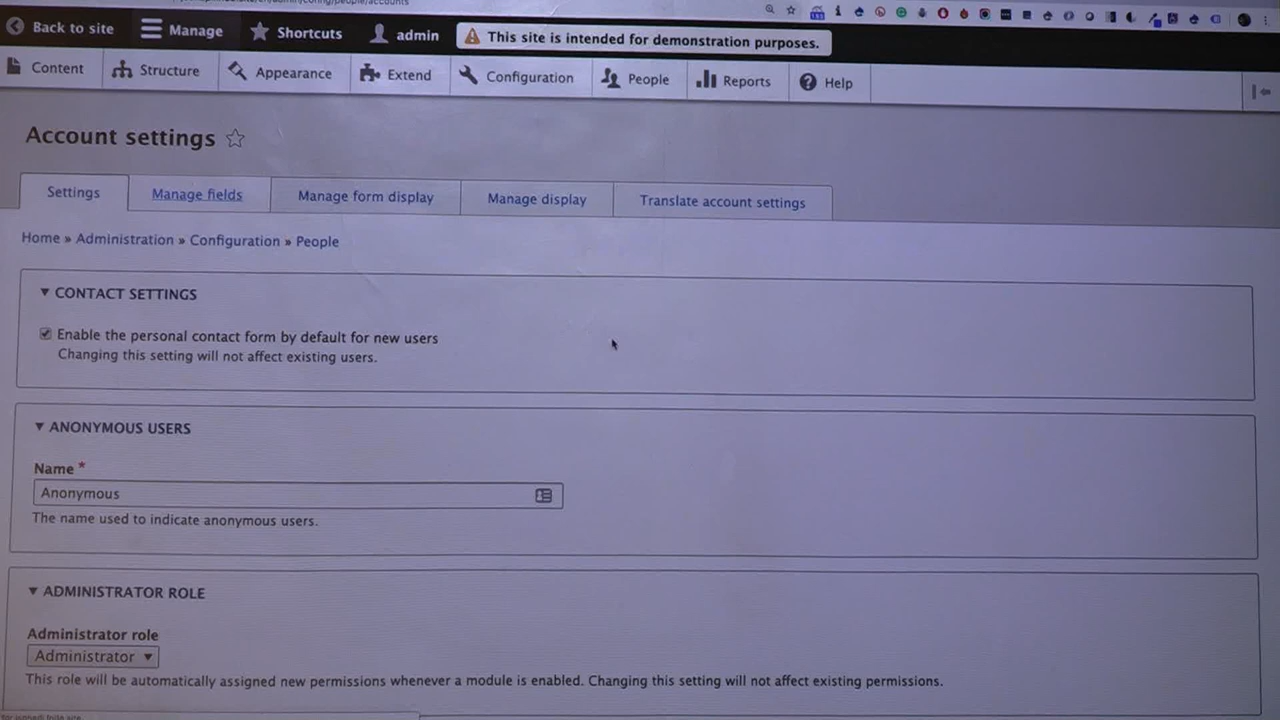 Back to site Manage Shortcuts admin This site is intended for demonstration purposes.
Content Structure Appearance Extend Configuration People Reports Help
Account settings
Settings Manage fields Manage form display Manage display Translate account settings
Home » Administration » Configuration » People
CONTACT SETTINGS
Enable the personal contact form by default for new users
Changing this setting will not affect existing users.
ANONYMOUS USERS
Name *
Anonymous
The name used to indicate anonymous users.
ADMINISTRATOR ROLE
Administrator role
Administrator
This role will be automatically assigned new permissions whenever a module is enabled. Changing this setting will not affect existing permissions.